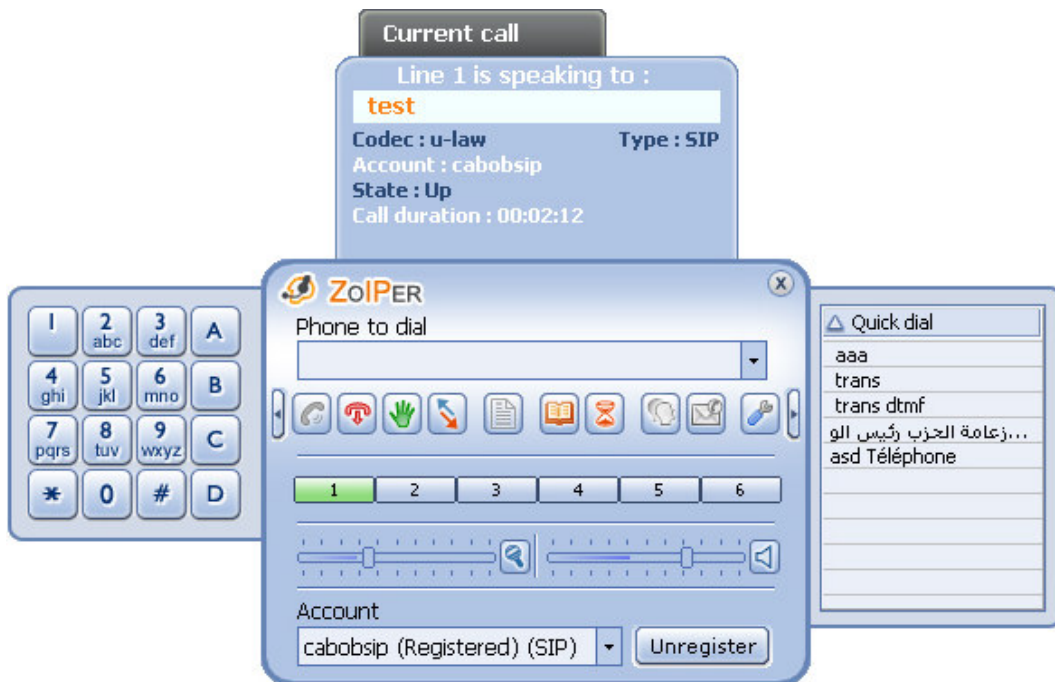 Current call
Line 1 is speaking to :
test
Codec : u-law Type : SIP
Account : cabobsip
State : Up
Call duration : 00:02:12
ZoIPER
Phone to dial
1 2 abc 3 def A
4 ghi 5 jkl 6 mno B
7 pqrs 8 tuv 9 wxyz C
* 0 # D
1 2 3 4 5 6
Account
cabobsip (Registered) (SIP) Unregister
Quick dial
aaa
trans
trans dtmf
زعامة الحزب رئيس الو...
asd Téléphone